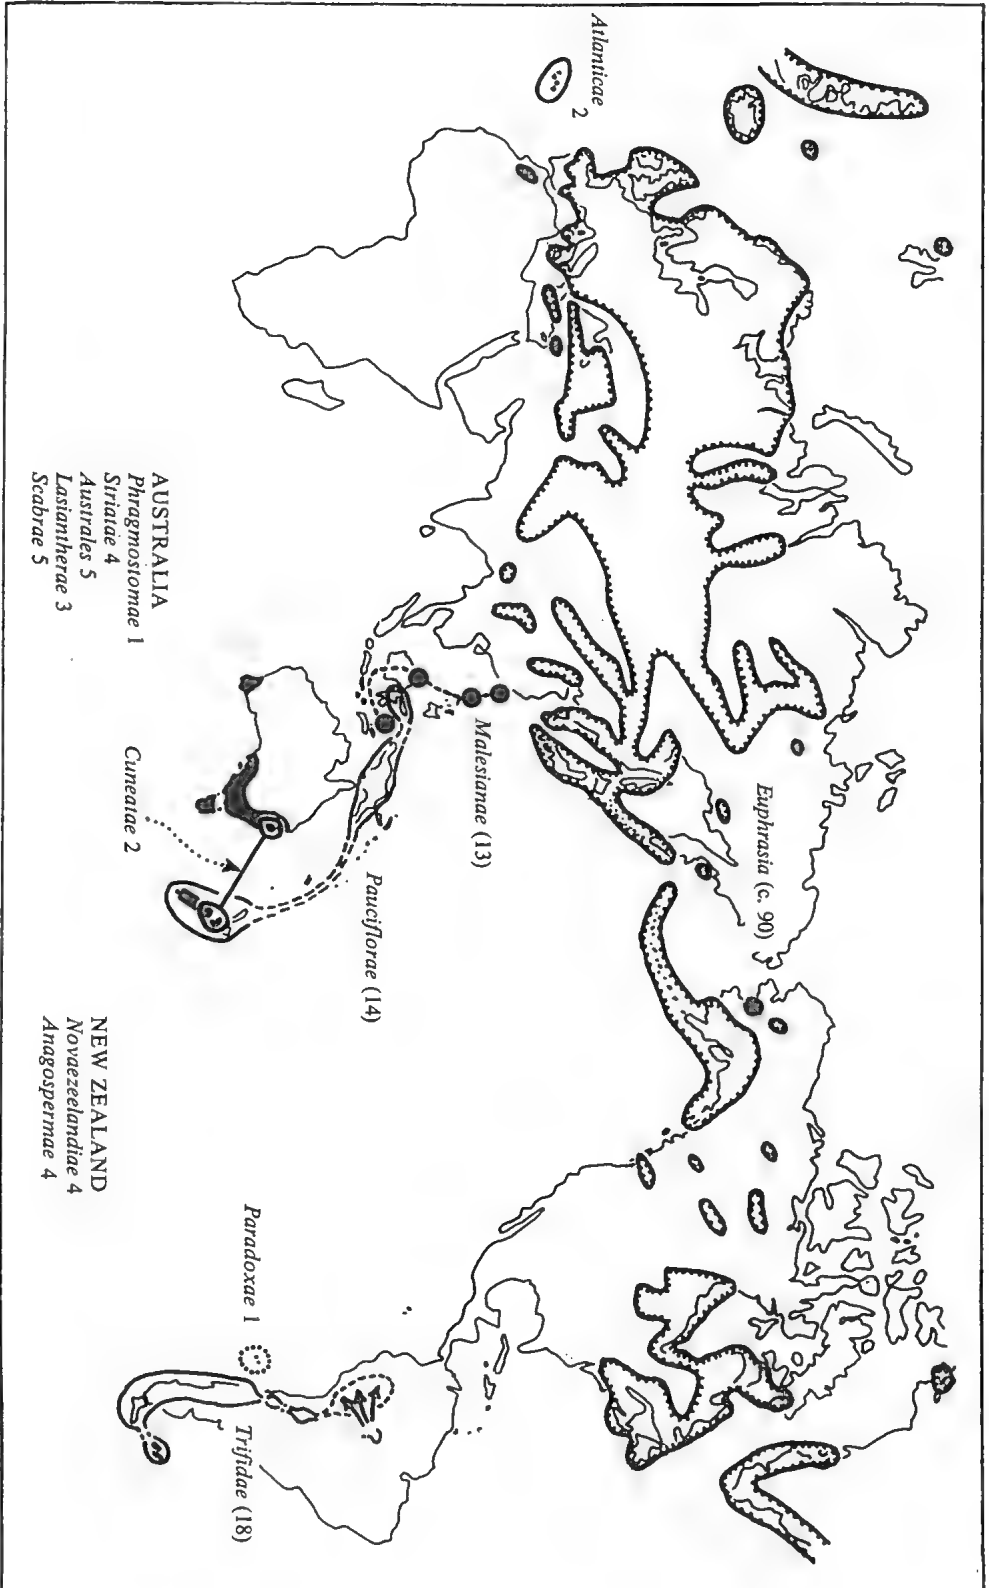 Atlanticae
2
Euphrasia (c. 90)
Malesianae (13)
Pauciflorae (14)
Cuneatae 2
AUSTRALIA
Phragmostomae 1
Striatae 4
Australes 5
Lasiantherae 3
Scabrae 5
NEW ZEALAND
Novaezeelandiae 4
Anagospermae 4
Paradoxae 1
Trifidae (18)
?